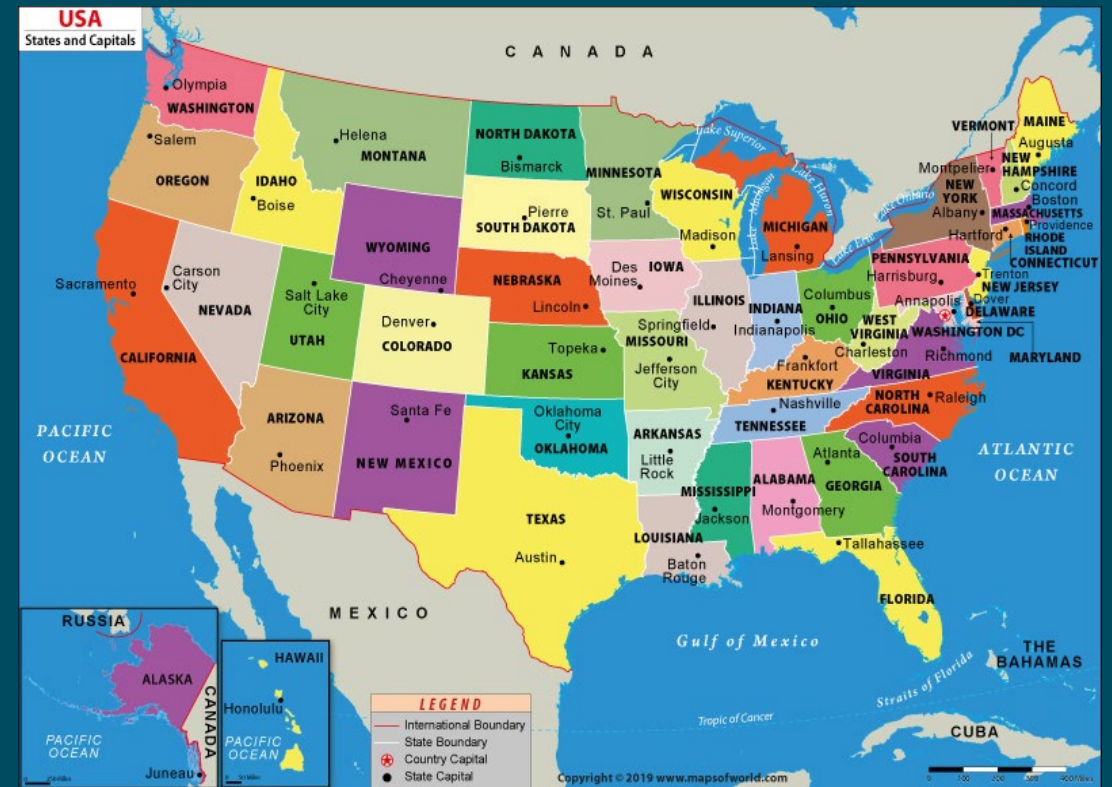 USA
States and Capitals
CANADA
Olympia
WASHINGTON
Salem
OREGON
IDAHO
Boise
Helena
MONTANA
NORTH DAKOTA
Bismarck
MINNESOTA
St. Paul
Lake Superior
WISCONSIN
Madison
Lake
Michigan
Lake Huron
MICHIGAN
Lansing
Lake Erie
Lake Ontario
VERMONT
MAINE
Augusta
Montpelier
NEW
HAMPSHIRE
Concord
NEW
YORK
Albany
Boston
MASSACHUSETTS
Providence
Hartford
RHODE
ISLAND
CONNECTICUT
WYOMING
Cheyenne
Pierre
SOUTH DAKOTA
NEBRASKA
Lincoln
Des
Moines
IOWA
PENNSYLVANIA
Harrisburg
Trenton
NEW JERSEY
Annapolis
Dover
DELAWARE
WASHINGTON DC
MARYLAND
Sacramento
Carson
City
NEVADA
CALIFORNIA
Salt Lake
City
UTAH
Denver
COLORADO
Topeka
KANSAS
Springfield
ILLINOIS
MISSOURI
Jefferson
City
INDIANA
Indianapolis
Columbus
OHIO
WEST
VIRGINIA
Charleston
Richmond
VIRGINIA
Frankfort
KENTUCKY
Nashville
TENNESSEE
NORTH
CAROLINA
Raleigh
PACIFIC
OCEAN
ARIZONA
Phoenix
Santa Fe
NEW MEXICO
Oklahoma
City
OKLAHOMA
ARKANSAS
Little
Rock
MISSISSIPPI
Jackson
ALABAMA
Montgomery
Atlanta
GEORGIA
Columbia
SOUTH
CAROLINA
ATLANTIC
OCEAN
TEXAS
Austin
LOUISIANA
Baton
Rouge
Tallahassee
FLORIDA
MEXICO
Gulf of Mexico
THE
BAHAMAS
Straits of Florida
Tropic of Cancer
CUBA
RUSSIA
ALASKA
CANADA
PACIFIC
OCEAN
Juneau
HAWAII
Honolulu
PACIFIC
OCEAN
0 50 Miles
LEGEND
International Boundary
State Boundary
Country Capital
State Capital
Copyright © 2019 www.mapsofworld.com
0 100 200 300 400 Miles